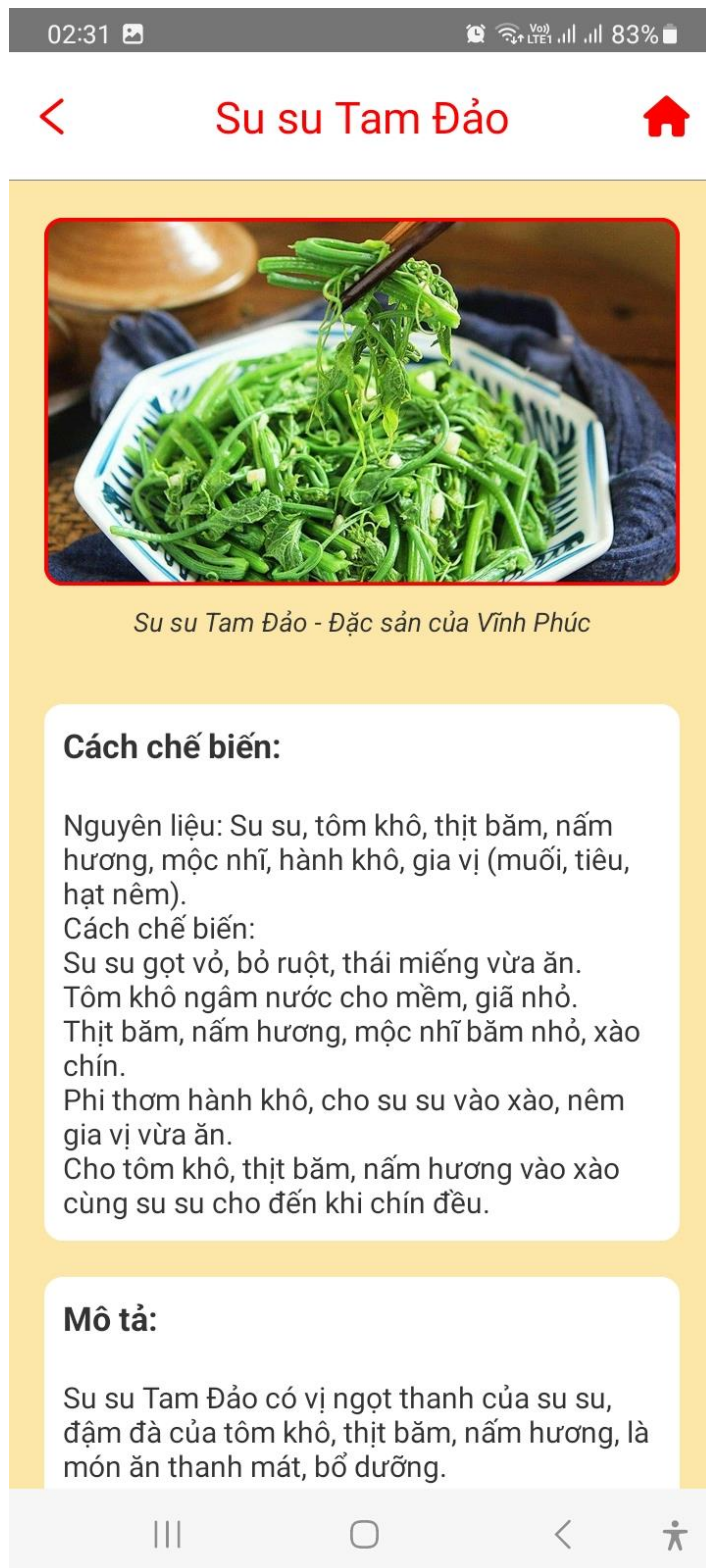 02:31
Vo)) LTE1 83%
Su su Tam Đảo
Su su Tam Đảo - Đặc sản của Vĩnh Phúc
Cách chế biến:
Nguyên liệu: Su su, tôm khô, thịt băm, nấm
hương, mộc nhĩ, hành khô, gia vị (muối, tiêu,
hạt nêm).
Cách chế biến:
Su su gọt vỏ, bỏ ruột, thái miếng vừa ăn.
Tôm khô ngâm nước cho mềm, giã nhỏ.
Thịt băm, nấm hương, mộc nhĩ băm nhỏ, xào
chín.
Phi thơm hành khô, cho su su vào xào, nêm
gia vị vừa ăn.
Cho tôm khô, thịt băm, nấm hương vào xào
cùng su su cho đến khi chín đều.
Mô tả:
Su su Tam Đảo có vị ngọt thanh của su su,
đậm đà của tôm khô, thịt băm, nấm hương, là
món ăn thanh mát, bổ dưỡng.